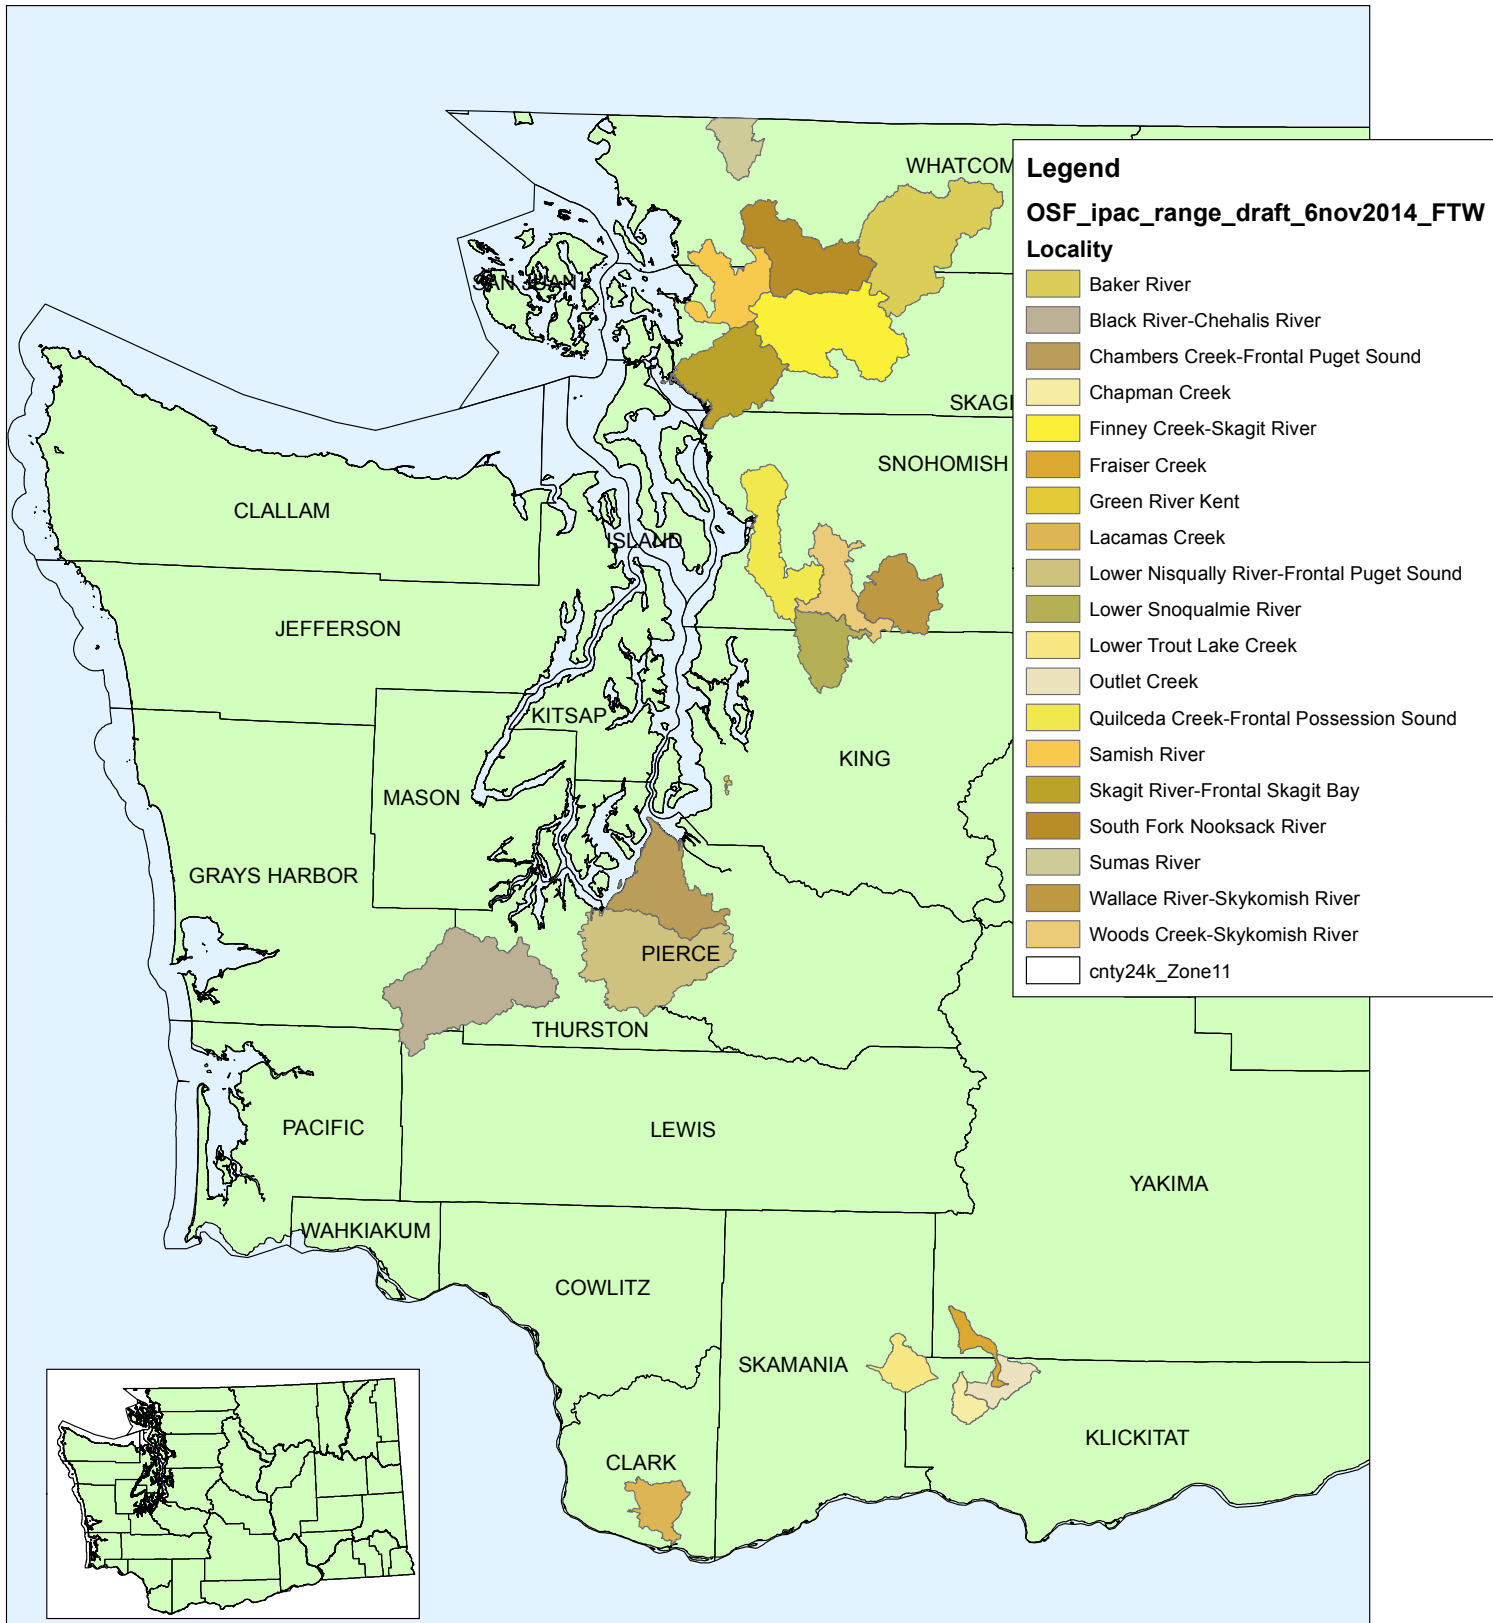 WHATCOM
SAN JUAN
SKAGI
SNOHOMISH
CLALLAM
ISLAND
JEFFERSON
KITSAP
KING
MASON
GRAYS HARBOR
PIERCE
THURSTON
PACIFIC
LEWIS
YAKIMA
WAHKIAKUM
COWLITZ
SKAMANIA
KLICKITAT
CLARK
Legend
OSF_ipac_range_draft_6nov2014_FTW
Locality
Baker River
Black River-Chehalis River
Chambers Creek-Frontal Puget Sound
Chapman Creek
Finney Creek-Skagit River
Fraiser Creek
Green River Kent
Lacamas Creek
Lower Nisqually River-Frontal Puget Sound
Lower Snoqualmie River
Lower Trout Lake Creek
Outlet Creek
Quilceda Creek-Frontal Possession Sound
Samish River
Skagit River-Frontal Skagit Bay
South Fork Nooksack River
Sumas River
Wallace River-Skykomish River
Woods Creek-Skykomish River
cnty24k_Zone11